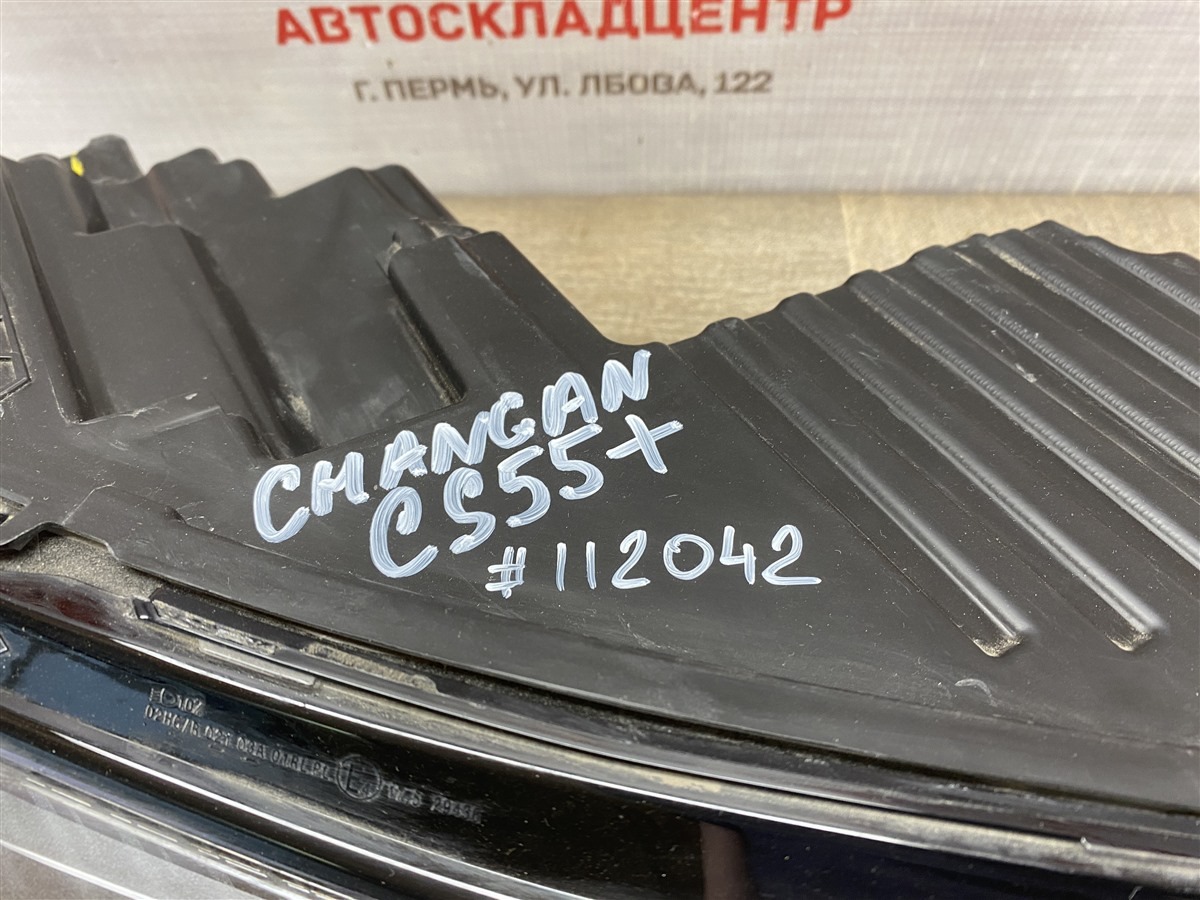 АВТОСКЛАДЦЕНТР
Г. ПЕРМЬ, УЛ. ЛБОВА, 122
CHANGAN
CS55+
#112042